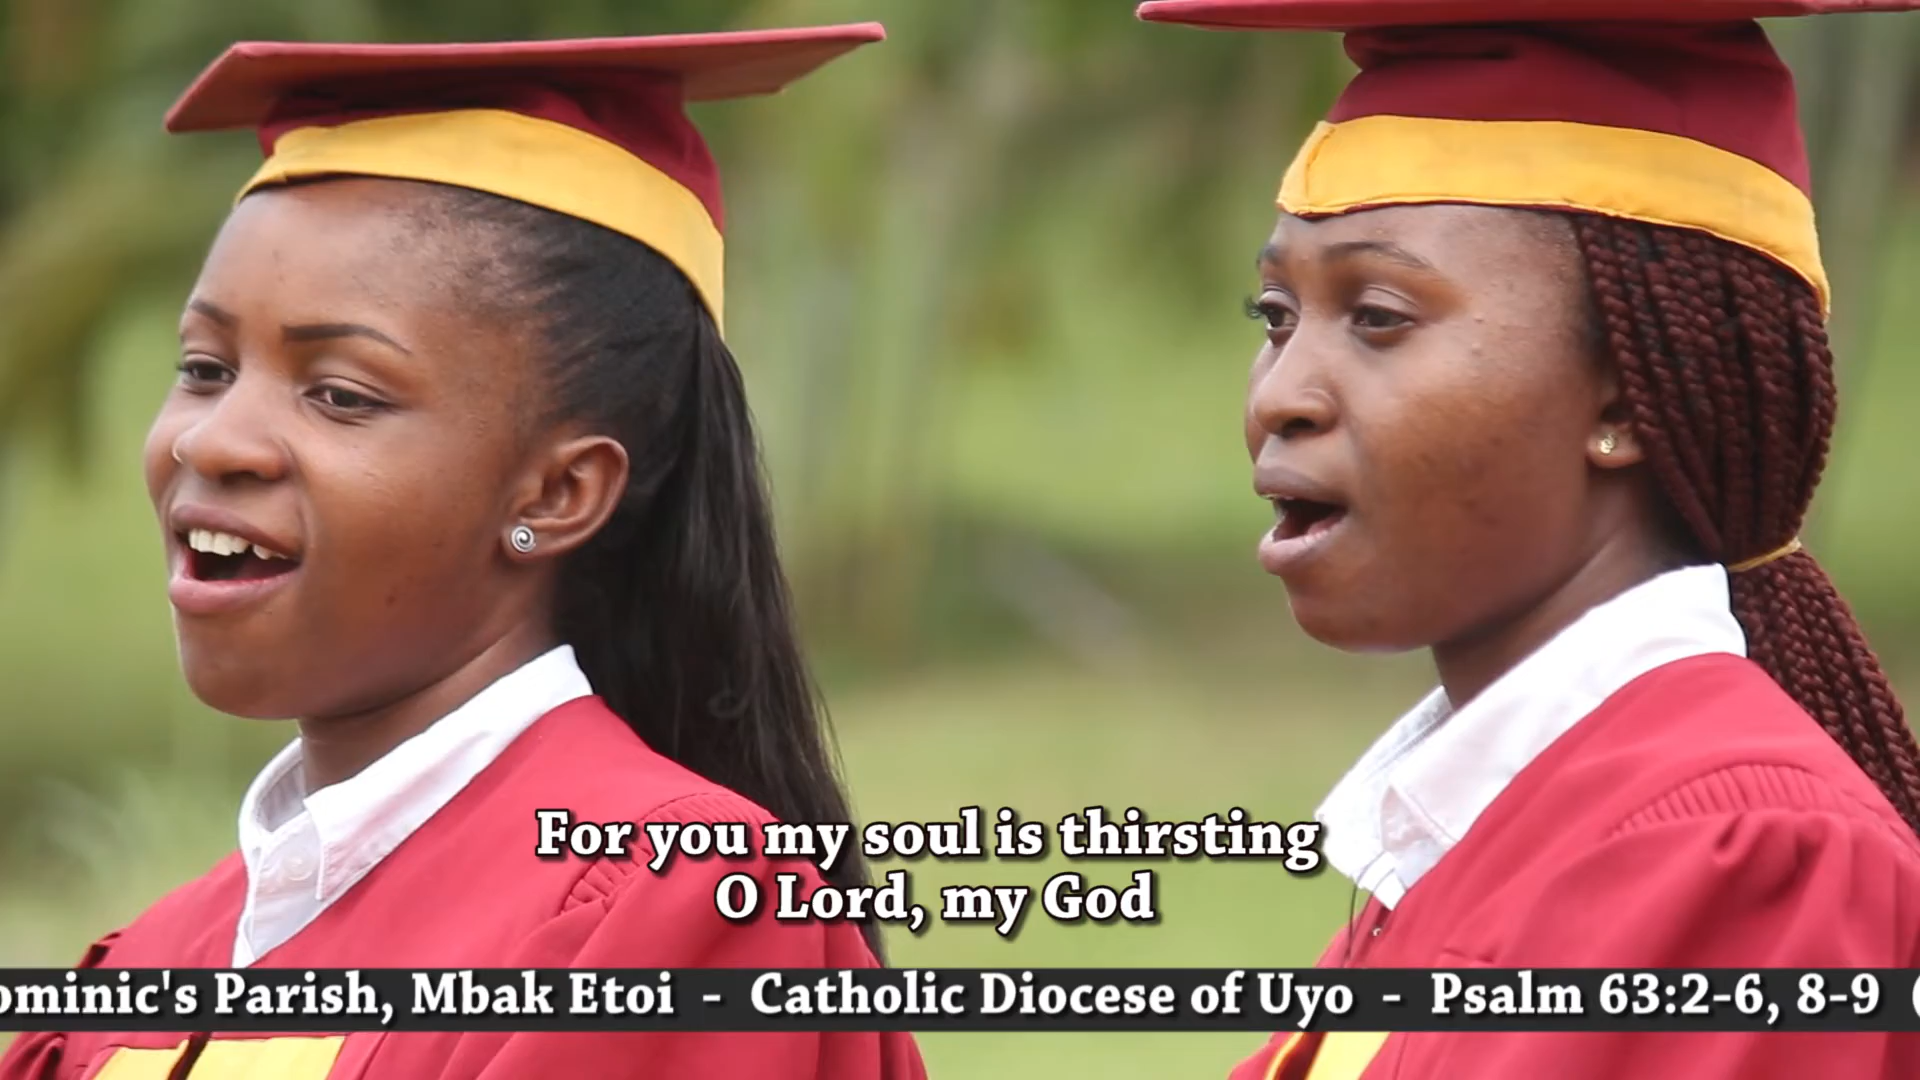 For you my soul is thirsting
O Lord, my God
ominic's Parish, Mbak Etoi - Catholic Diocese of Uyo - Psalm 63:2-6, 8-9 (